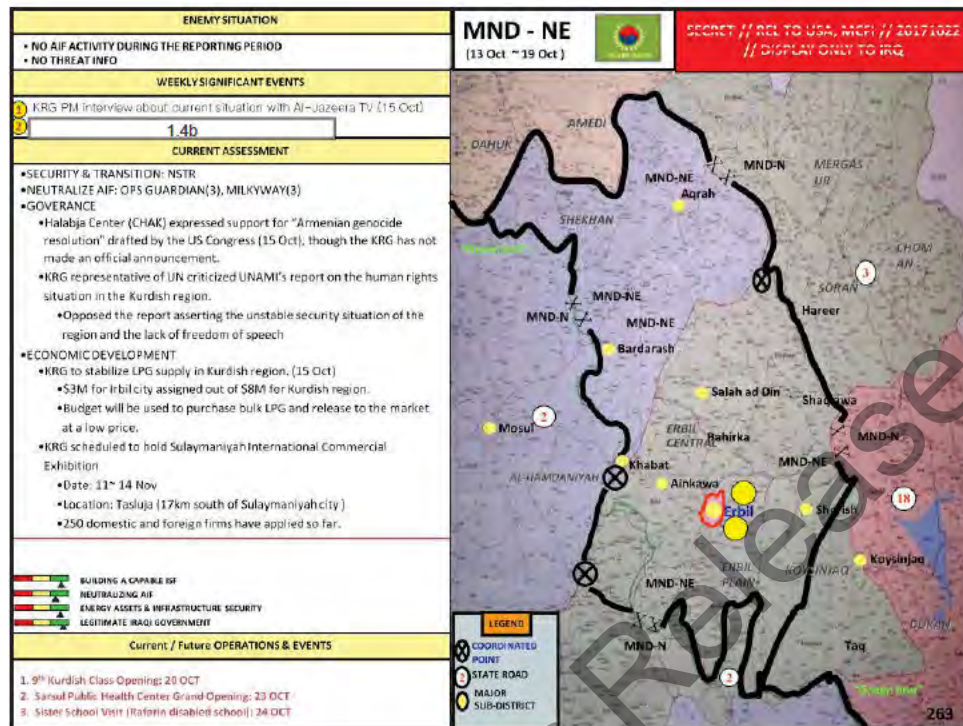 ENEMY SITUATION
• NO AIF ACTIVITY DURING THE REPORTING PERIOD
• NO THREAT INFO
WEEKLY SIGNIFICANT EVENTS
1 KRG PM interview about current situation with Al-Jazeera TV (15 Oct)
2
1.4b
CURRENT ASSESSMENT
•SECURITY & TRANSITION: NSTR
•NEUTRALIZE AIF: OPS GUARDIAN(3), MILKYWAY(3)
•GOVERANCE
•Halabja Center (CHAK) expressed support for "Armenian genocide
resolution" drafted by the US Congress (15 Oct), though the KRG has not
made an official announcement.
•KRG representative of UN criticized UNAMI's report on the human rights
situation in the Kurdish region.
•Opposed the report asserting the unstable security situation of the
region and the lack of freedom of speech
•ECONOMIC DEVELOPMENT
•KRG to stabilize LPG supply in Kurdish region. (15 Oct)
•$3M for Irbil city assigned out of $8M for Kurdish region.
•Budget will be used to purchase bulk LPG and release to the market
at a low price.
•KRG scheduled to hold Sulaymaniyah International Commercial
Exhibition
•Date: 11~ 14 Nov
•Location: Tasluja (17km south of Sulaymaniyah city )
•250 domestic and foreign firms have applied so far.
BUILDING A CAPABLE ISF
NEUTRALIZING AIF
ENERGY ASSETS & INFRASTRUCTURE SECURITY
LEGITIMATE IRAQI GOVERNMENT
Current / Future OPERATIONS & EVENTS
1. 9th Kurdish Class Opening: 20 OCT
2. Sarsul Public Health Center Grand Opening: 23 OCT
3. Sister School Visit (Raferin disabled school): 24 OCT
MND - NE
(13 Oct ~ 19 Oct )
SECRET // REL TO USA, MCFI // 20171022
// DISPLAY ONLY TO IRQ
AMEDI
DAHUK
MND-N
MERGAS
UR
MND-NE
Aqrah
SHEKHAN
"Green line"
CHOM
AN
3
SORAN
MND-NE
Hareer
MND-N
MND-NE
Bardarash
Salah ad Din
Shaqlawa
2
Mosul
ERBIL
CENTRAL
Bahirka
MND-N
Khabat
MND-NE
AL-HAMDANIYAH
Ainkawa
18
Erbil
Sherish
Koysinjaq
ERBIL
PLAIN
KOYSINJAQ
MND-NE
DUKAN
MND-N
Taq
2
"Green line"
LEGEND
COORDINATED
POINT
2 STATE ROAD
MAJOR
SUB-DISTRICT
263
Release